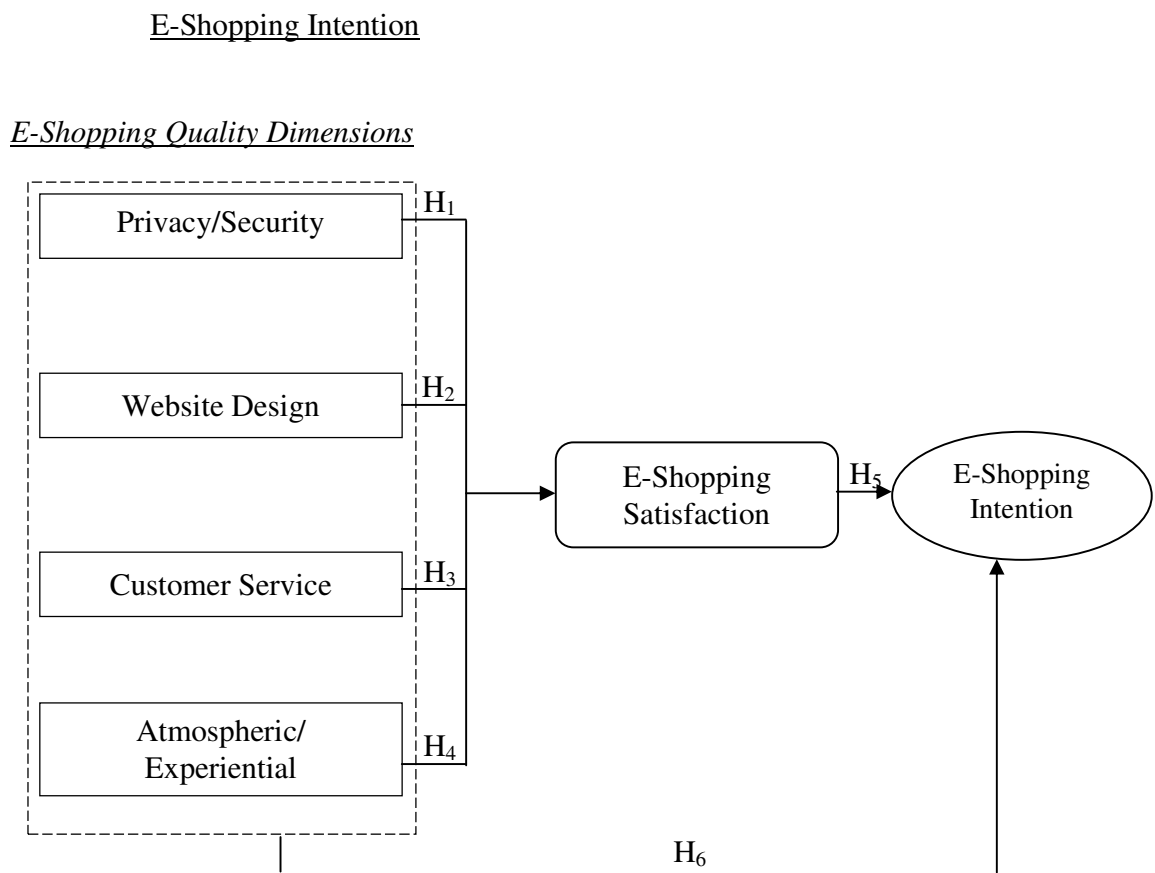 E-Shopping Intention
E-Shopping Quality Dimensions
Privacy/Security
H₁
Website Design
H₂
E-Shopping
Satisfaction
H₅
E-Shopping
Intention
Customer Service
H₃
Atmospheric/
Experiential
H₄
H₆